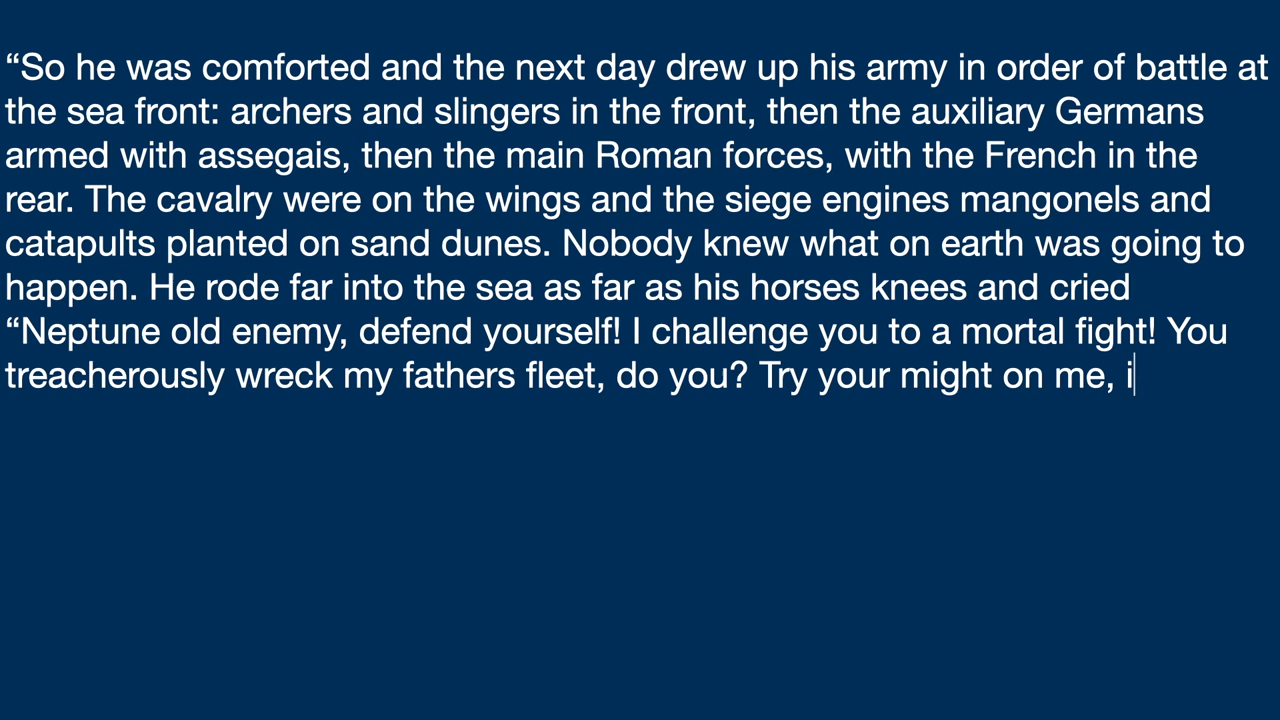 “So he was comforted and the next day drew up his army in order of battle at
the sea front: archers and slingers in the front, then the auxiliary Germans
armed with assegais, then the main Roman forces, with the French in the
rear. The cavalry were on the wings and the siege engines mangonels and
catapults planted on sand dunes. Nobody knew what on earth was going to
happen. He rode far into the sea as far as his horses knees and cried
“Neptune old enemy, defend yourself! I challenge you to a mortal fight! You
treacherously wreck my fathers fleet, do you? Try your might on me, i